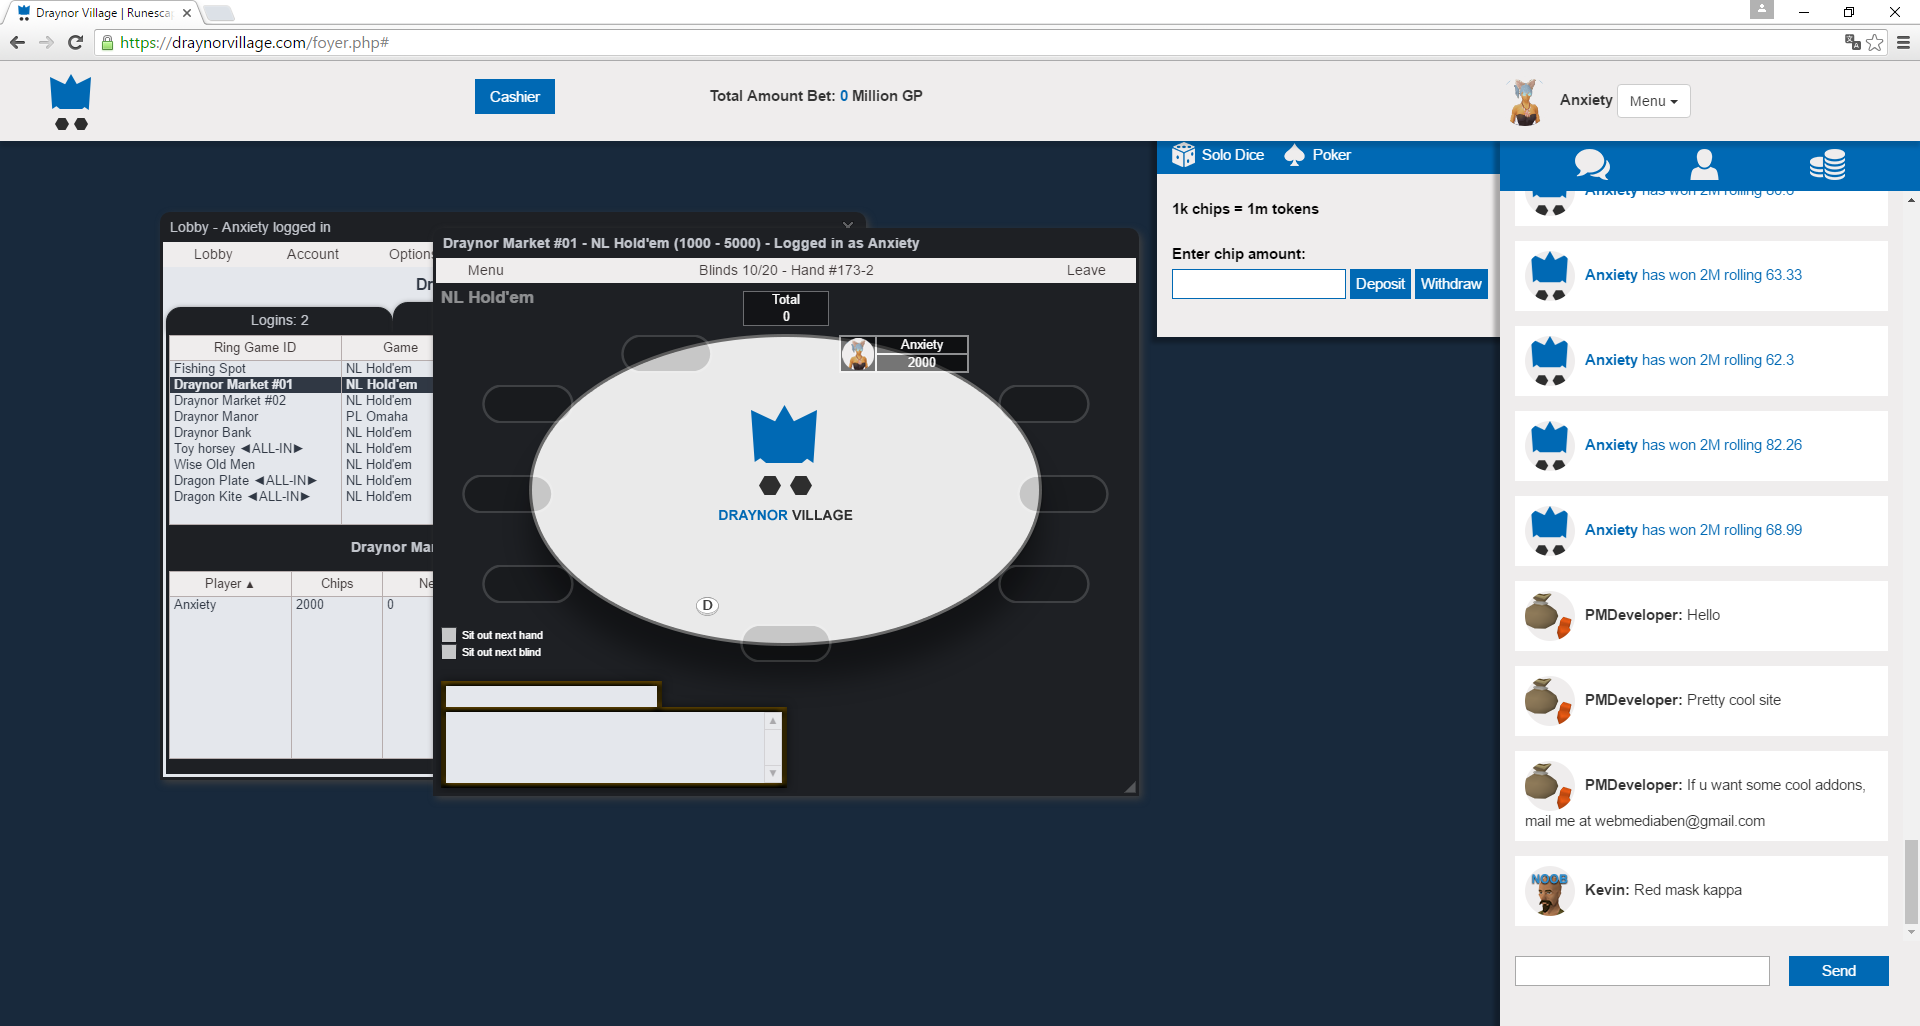 Draynor Village | Runesca
https://draynorvillage.com/foyer.php#
Cashier
Total Amount Bet: 0 Million GP
Anxiety
Menu
Solo Dice
Poker
1k chips = 1m tokens
Enter chip amount:
Deposit
Withdraw
Lobby - Anxiety logged in
Lobby
Account
Options
Dr
Logins: 2
Ring Game ID
Game
Fishing Spot
NL Hold'em
Draynor Market #01
NL Hold'em
Draynor Market #02
NL Hold'em
Draynor Manor
PL Omaha
Draynor Bank
NL Hold'em
Toy horsey ◄ALL-IN►
NL Hold'em
Wise Old Men
NL Hold'em
Dragon Plate ◄ALL-IN►
NL Hold'em
Dragon Kite ◄ALL-IN►
NL Hold'em
Draynor Mar
Player ▲
Chips
Ne
Anxiety
2000
0
Draynor Market #01 - NL Hold'em (1000 - 5000) - Logged in as Anxiety
Menu
Blinds 10/20 - Hand #173-2
Leave
NL Hold'em
Total
0
Anxiety
2000
DRAYNOR VILLAGE
D
Sit out next hand
Sit out next blind
Anxiety has won 2M rolling 63.33
Anxiety has won 2M rolling 62.3
Anxiety has won 2M rolling 82.26
Anxiety has won 2M rolling 68.99
PMDeveloper: Hello
PMDeveloper: Pretty cool site
PMDeveloper: If u want some cool addons,
mail me at webmediaben@gmail.com
NOOB
Kevin: Red mask kappa
Send